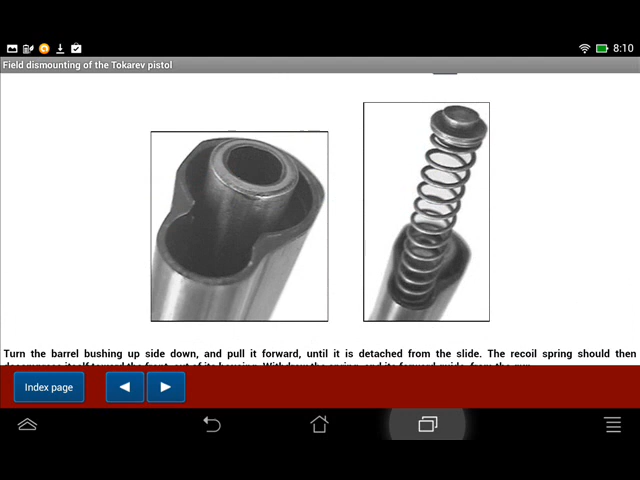 8:10
Field dismounting of the Tokarev pistol
Turn the barrel bushing up side down, and pull it forward, until it is detached from the slide. The recoil spring should then
Index page